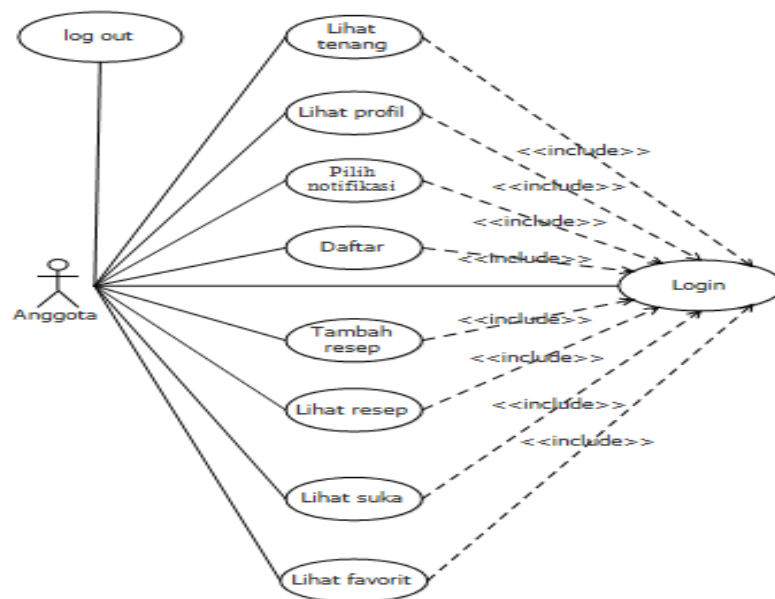 log out
Lihat
tenang
Lihat profil
<<include>>
Pilih
notifikasi
<<include>>
<<include>>
Daftar
<<include>>
Login
Anggota
Tambah
resep
<<include>>
Lihat resep
<<include>>
<<include>>
<<include>>
Lihat suka
Lihat favorit